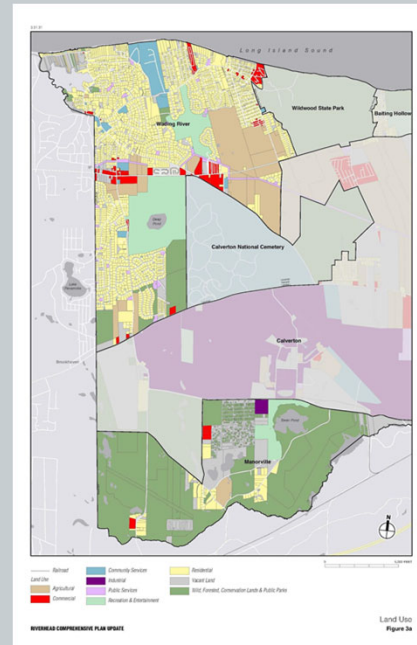 Long Island Sound
Wildwood State Park
Baiting Hollow
Wading River
Calverton National Cemetery
Calverton
Manorville
N
Railroad
Land Use
Agricultural
Commercial
Community Services
Industrial
Public Services
Recreation & Entertainment
Residential
Vacant Land
Wild, Forested, Conservation Lands & Public Parks
RIVERHEAD COMPREHENSIVE PLAN UPDATE
Land Use
Figure 3a